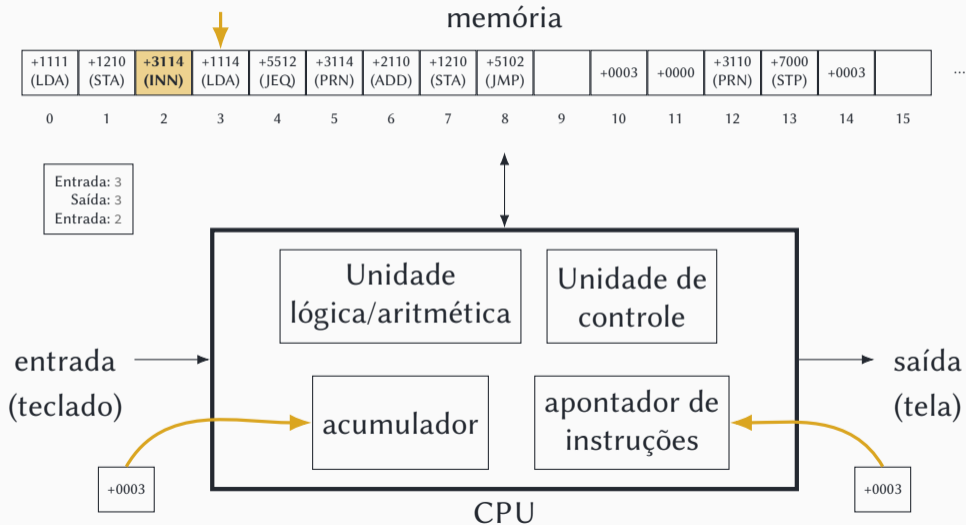 memória
+1111 +1210 +3114 +1114 +5512 +3114 +2110 +1210 +5102 +0003 +0000 +3110 +7000 +0003 ...
(LDA) (STA) (INN) (LDA) (JEQ) (PRN) (ADD) (STA) (JMP) (PRN) (STP)
0 1 2 3 4 5 6 7 8 9 10 11 12 13 14 15
Entrada: 3
Saída: 3
Entrada: 2
Unidade
lógica/aritmética
Unidade de
controle
entrada
(teclado)
saída
(tela)
acumulador
apontador de
instruções
+0003
+0003
CPU